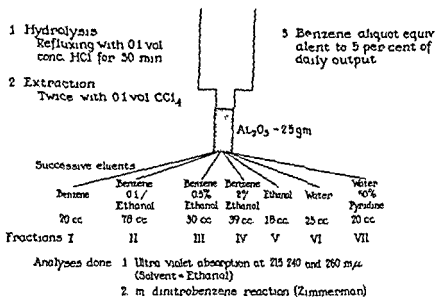 1 Hydrolysis
Refluxing with 0.1 vol
conc. HCl for 30 min
2 Extraction
Twice with 0.1 vol CCl4
3 Benzene aliquot equiv
alent to 5 per cent of
daily output
Al2O3 - 25 gm
Successive eluents
Benzene
Benzene 0.1% Ethanol
Benzene 0.5% Ethanol
Benzene 2% Ethanol
Ethanol
Water
Water 50% Pyridine
20 cc 78 cc 30 cc 39 cc 18 cc. 25 cc 20 cc
Fractions I II III IV V VI VII
Analyses done 1 Ultra violet absorption at 215 240 and 260 mµ
(Solvent = Ethanol)
2. m dinitrobenzene reaction (Zimmerman)